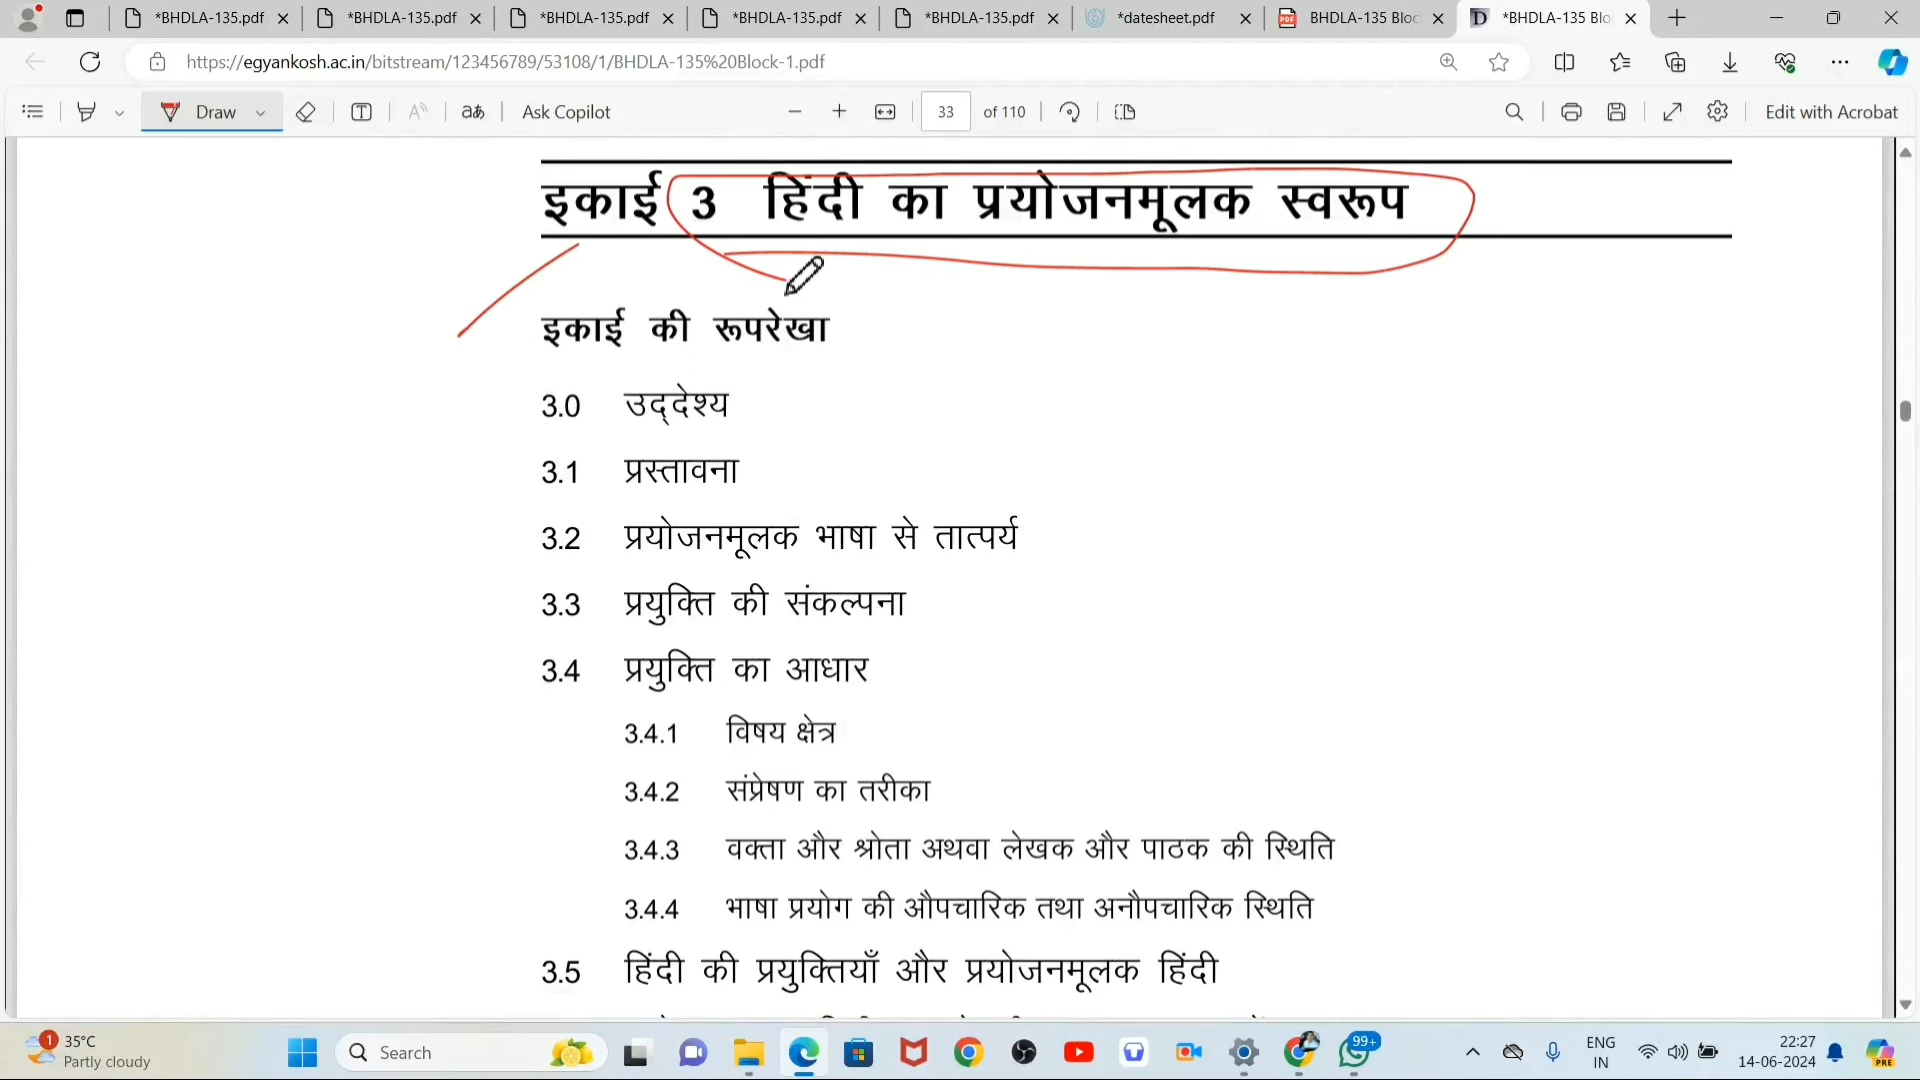 *BHDLA-135.pdf
*BHDLA-135.pdf
*BHDLA-135.pdf
*BHDLA-135.pdf
*BHDLA-135.pdf
*datesheet.pdf
BHDLA-135 Bloc
*BHDLA-135 Blo
https://egyankosh.ac.in/bitstream/123456789/53108/1/BHDLA-135%20Block-1.pdf
Draw
Ask Copilot
33 of 110
Edit with Acrobat
इकाई 3 हिंदी का प्रयोजनमूलक स्वरूप
इकाई की रूपरेखा
3.0 उद्देश्य
3.1 प्रस्तावना
3.2 प्रयोजनमूलक भाषा से तात्पर्य
3.3 प्रयुक्ति की संकल्पना
3.4 प्रयुक्ति का आधार
3.4.1 विषय क्षेत्र
3.4.2 संप्रेषण का तरीका
3.4.3 वक्ता और श्रोता अथवा लेखक और पाठक की स्थिति
3.4.4 भाषा प्रयोग की औपचारिक तथा अनौपचारिक स्थिति
3.5 हिंदी की प्रयुक्तियाँ और प्रयोजनमूलक हिंदी
1
35°C
Partly cloudy
Search
99+
ENG
IN
22:27
14-06-2024
PRE